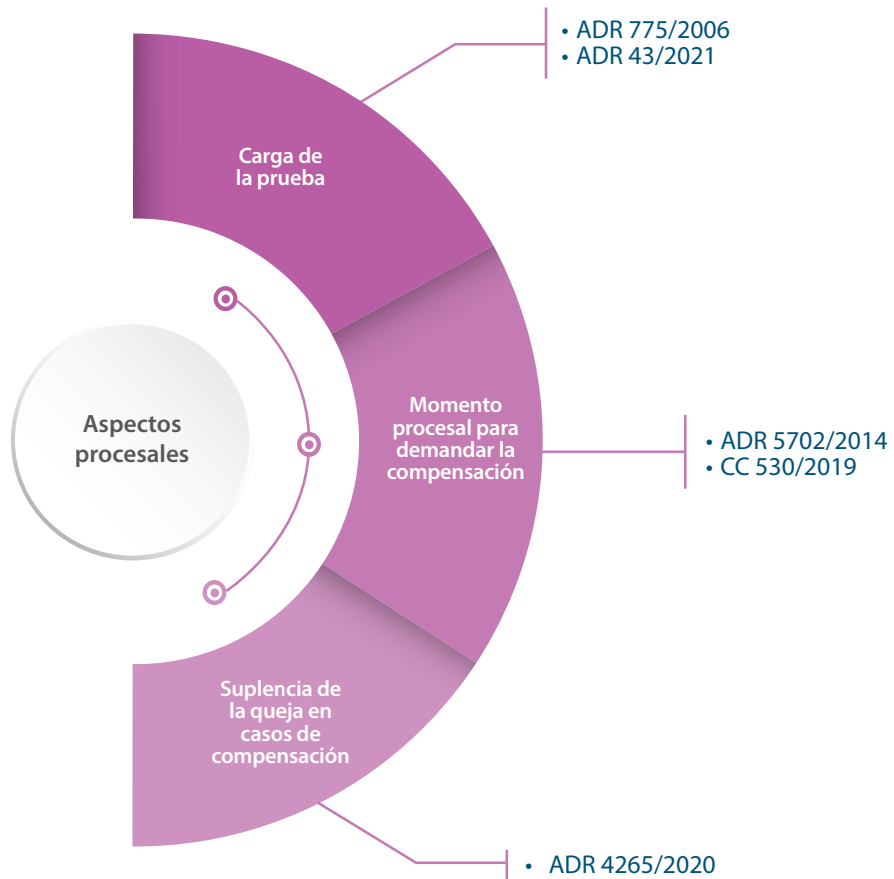 • ADR 775/2006
• ADR 43/2021
Carga de
la prueba
Aspectos
procesales
Momento
procesal para
demandar la
compensación
• ADR 5702/2014
• CC 530/2019
Suplencia de
la queja en
casos de
compensación
• ADR 4265/2020